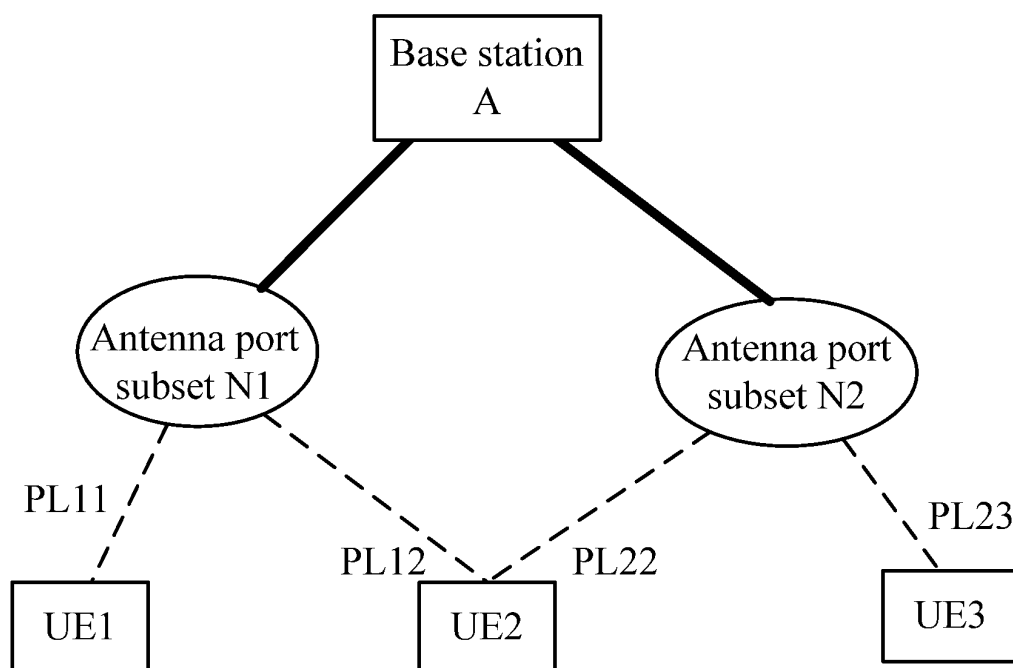 Base station
A
Antenna port
subset N1
Antenna port
subset N2
PL11
PL12
PL22
PL23
UE1
UE2
UE3